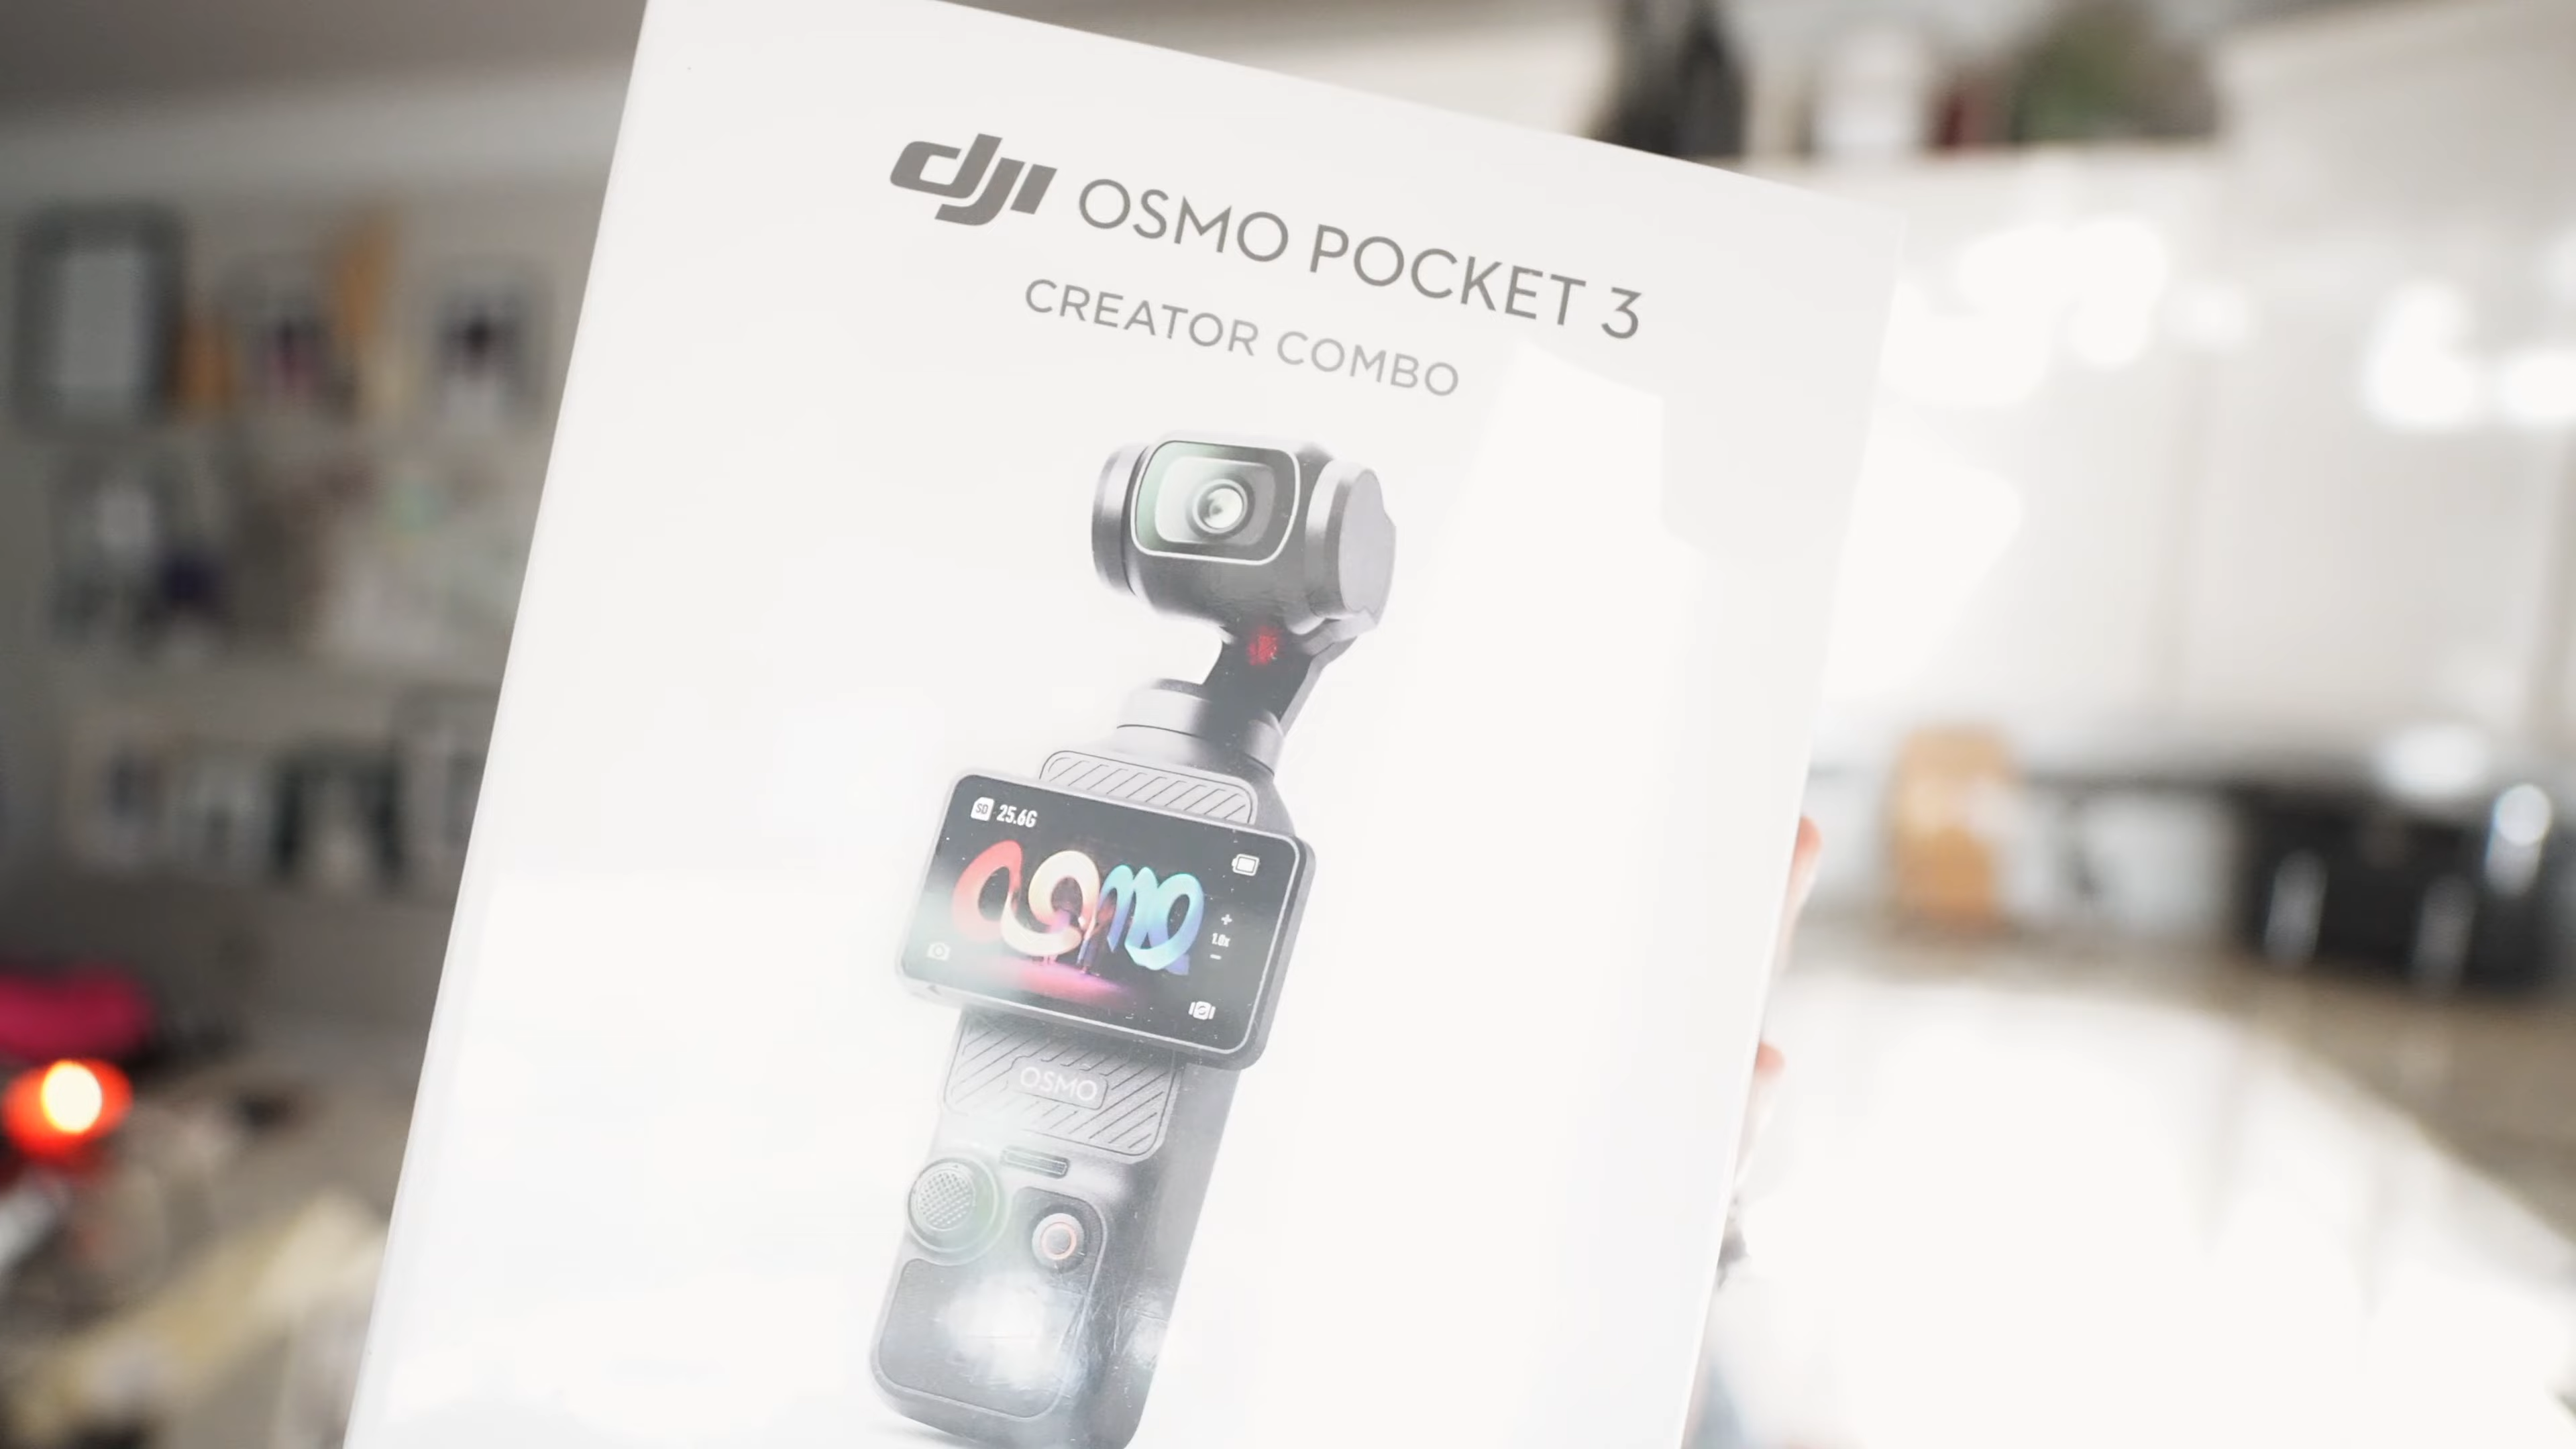 dji OSMO POCKET 3
CREATOR COMBO
SD 25.6G
OSMO
1.0x
OSMO